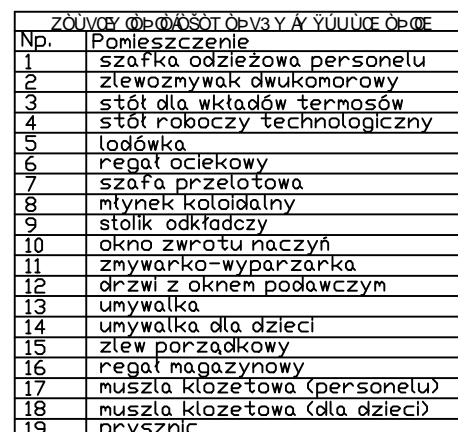 Np. Pomieszczenie
1 szafka odzieżowa personelu
2 zlewozmywak dwukomorowy
3 stół dla wkładów termosów
4 stół roboczy technologiczny
5 lodówka
6 regał ociekowy
7 szafa przelotowa
8 młynek koloidalny
9 stolik odkładczy
10 okno zwrotu naczyń
11 zmywarko-wyparzarka
12 drzwi z oknem podawczym
13 umywalka
14 umywalka dla dzieci
15 zlew porządkowy
16 regał magazynowy
17 muszla klozetowa (personelu)
18 muszla klozetowa (dla dzieci)
19 prysznic